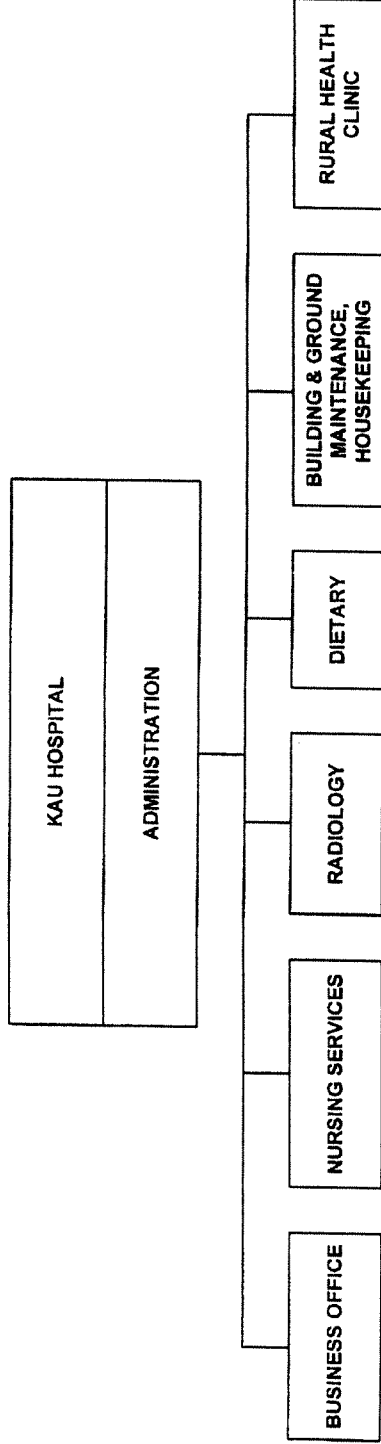 KAU HOSPITAL
ADMINISTRATION
BUSINESS OFFICE
NURSING SERVICES
RADIOLOGY
DIETARY
BUILDING & GROUND
MAINTENANCE,
HOUSEKEEPING
RURAL HEALTH
CLINIC